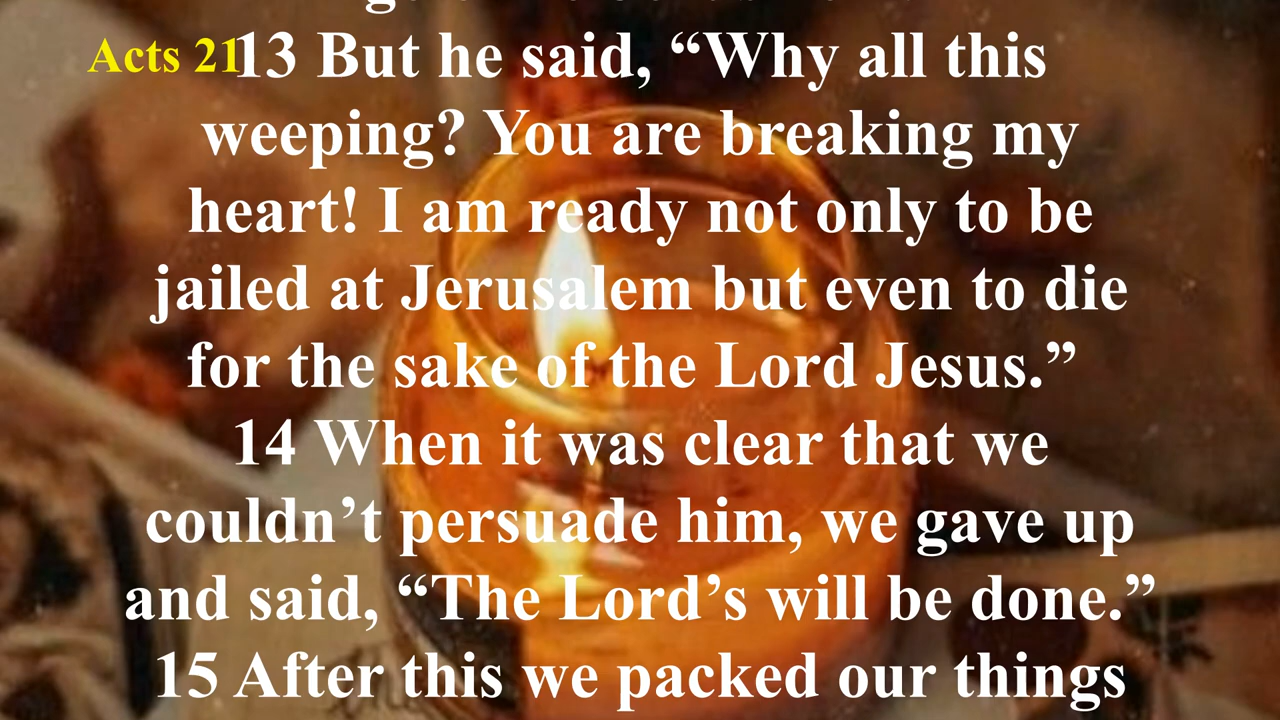 Acts 21
13 But he said, “Why all this
weeping? You are breaking my
heart! I am ready not only to be
jailed at Jerusalem but even to die
for the sake of the Lord Jesus.”
14 When it was clear that we
couldn’t persuade him, we gave up
and said, “The Lord’s will be done.”
15 After this we packed our things